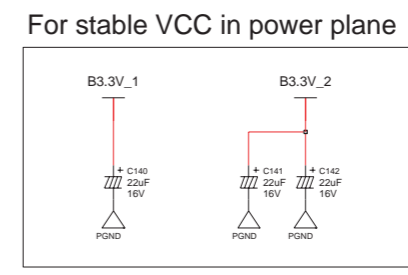 For stable VCC in power plane
B3.3V_1
B3.3V_2
+ C140
22uF
16V
+ C141
22uF
16V
+ C142
22uF
16V
PGND
PGND
PGND